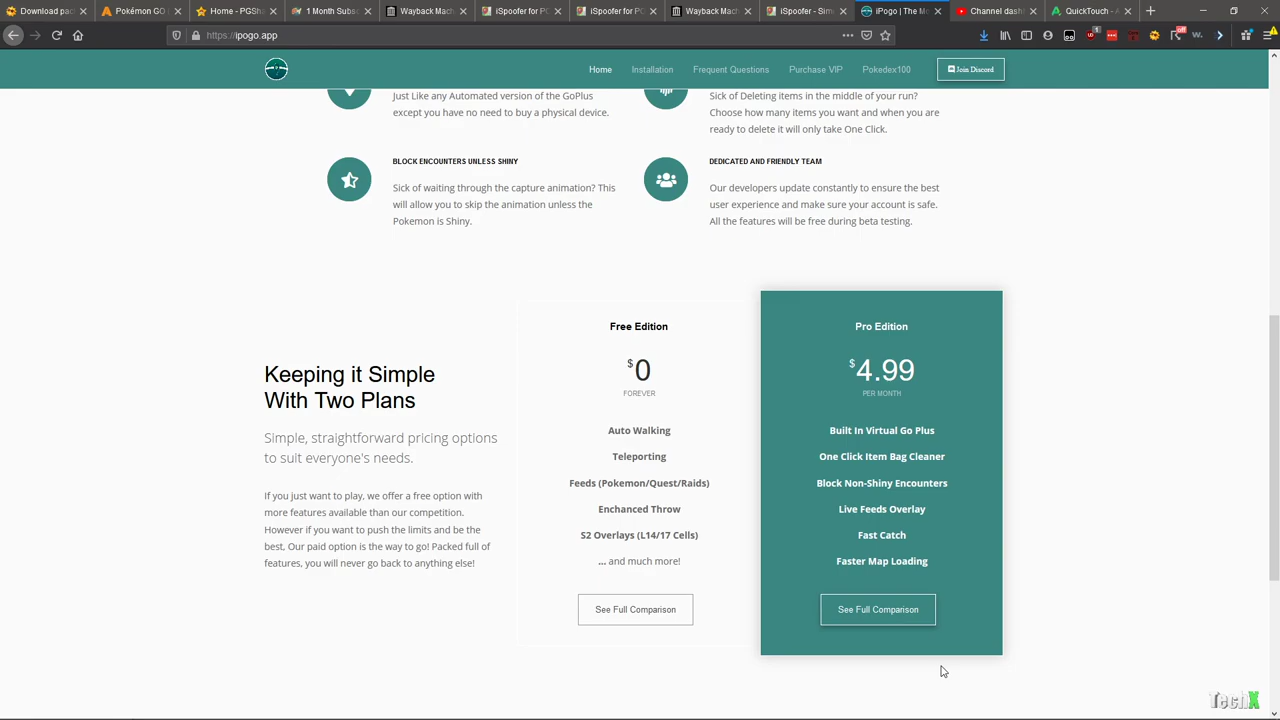 Download pac
Pokémon GO
Home - PGSha
1 Month Subsc
Wayback Mach
iSpoofer for PC
iSpoofer for PC
Wayback Mach
iSpoofer - Sim
iPogo | The M
Channel dash
QuickTouch - A
https://ipogo.app
Home
Installation
Frequent Questions
Purchase VIP
Pokedex100
Join Discord
Just Like any Automated version of the GoPlus
except you have no need to buy a physical device.
Sick of Deleting items in the middle of your run?
Choose how many items you want and when you are
ready to delete it will only take One Click.
BLOCK ENCOUNTERS UNLESS SHINY
Sick of waiting through the capture animation? This
will allow you to skip the animation unless the
Pokemon is Shiny.
DEDICATED AND FRIENDLY TEAM
Our developers update constantly to ensure the best
user experience and make sure your account is safe.
All the features will be free during beta testing.
Keeping it Simple
With Two Plans
Simple, straightforward pricing options
to suit everyone's needs.
If you just want to play, we offer a free option with
more features available than our competition.
However if you want to push the limits and be the
best, Our paid option is the way to go! Packed full of
features, you will never go back to anything else!
Free Edition
$0
FOREVER
Auto Walking
Teleporting
Feeds (Pokemon/Quest/Raids)
Enchanced Throw
S2 Overlays (L14/17 Cells)
... and much more!
See Full Comparison
Pro Edition
$4.99
PER MONTH
Built In Virtual Go Plus
One Click Item Bag Cleaner
Block Non-Shiny Encounters
Live Feeds Overlay
Fast Catch
Faster Map Loading
See Full Comparison
TechX